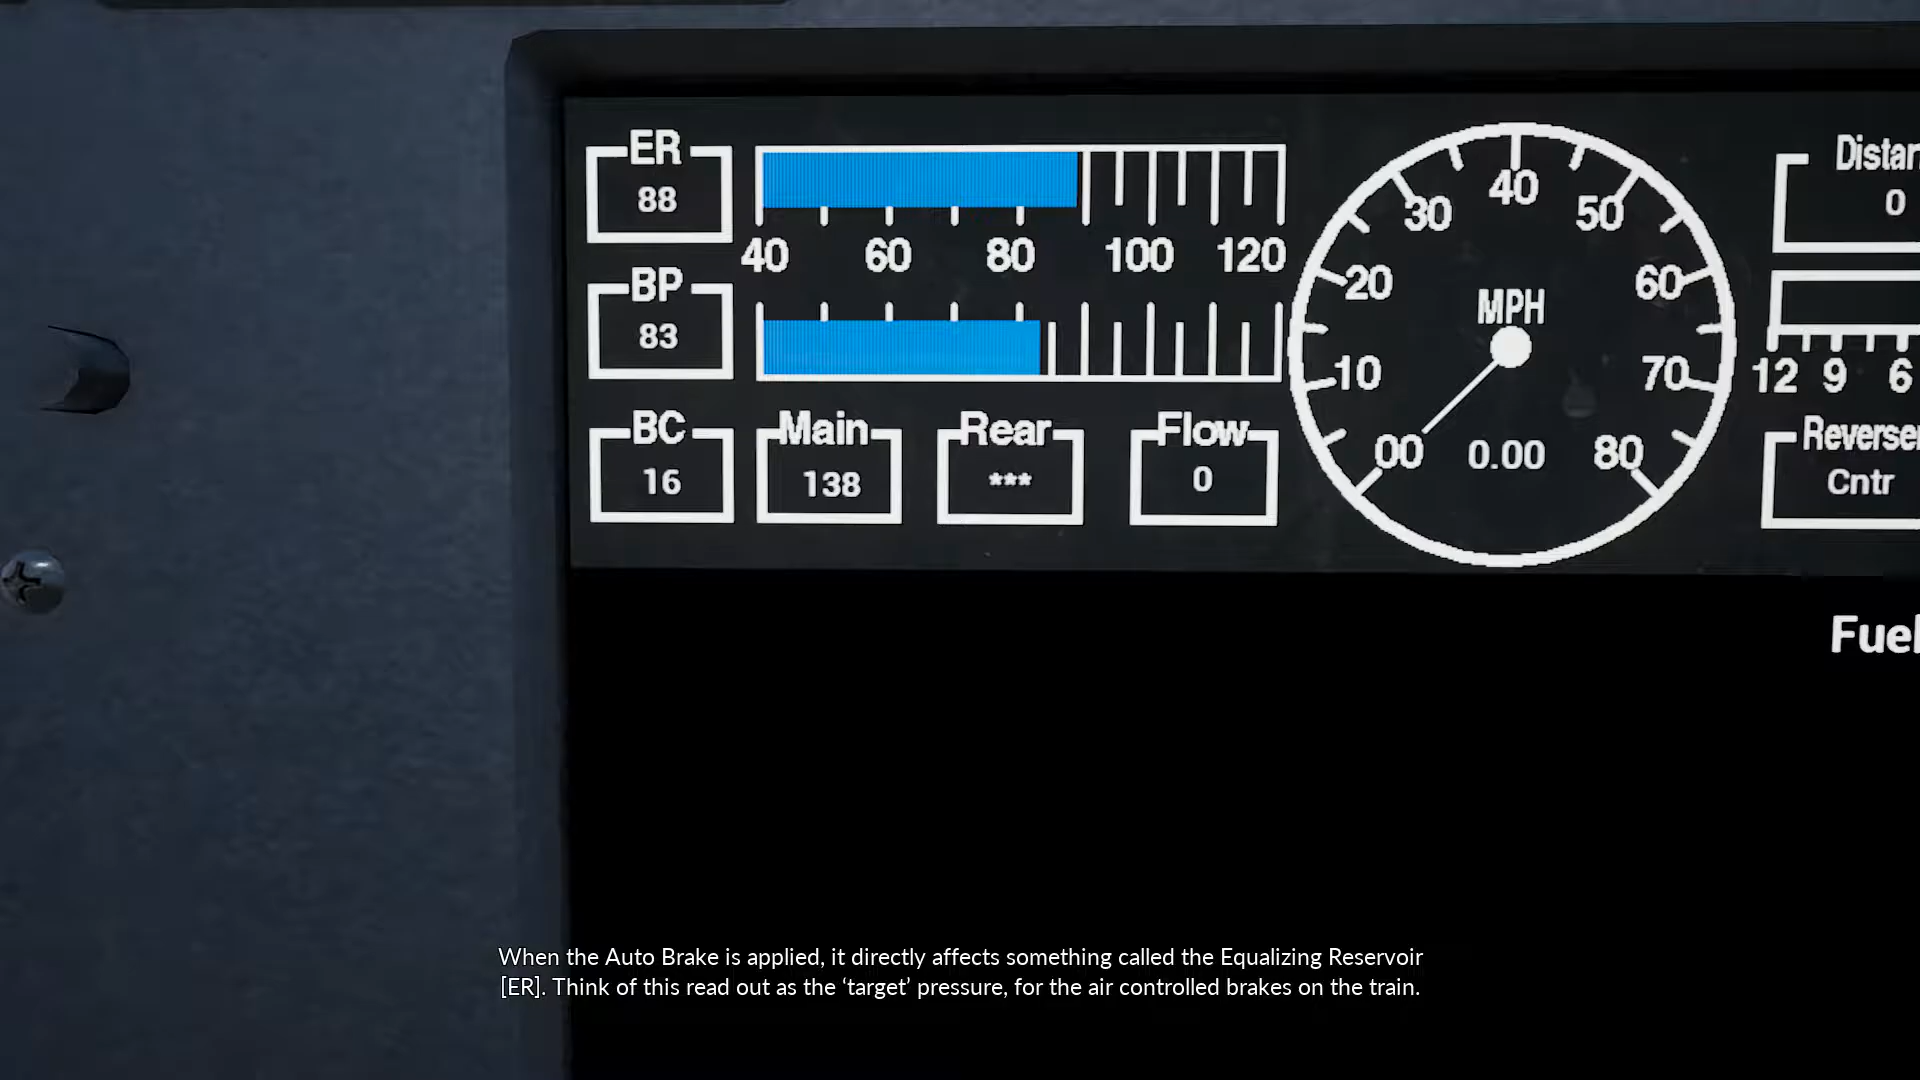 ER
88
40 60 80 100 120
BP
83
BC
16
Main
138
Rear
***
Flow
0
00 10 20 30 40 50 60 70 80
MPH
0.00
Distan
0
12 9 6
Reverser
Cntr
Fuel
When the Auto Brake is applied, it directly affects something called the Equalizing Reservoir
[ER]. Think of this read out as the ‘target’ pressure, for the air controlled brakes on the train.